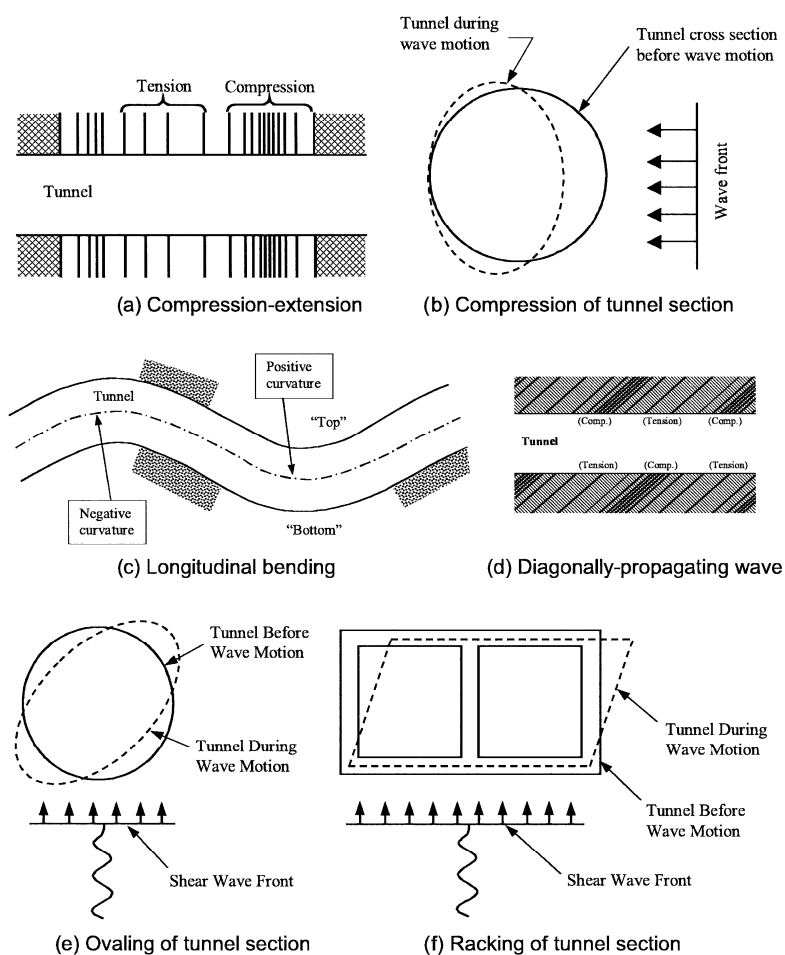 Tension
Compression
Tunnel
(a) Compression-extension
Tunnel during
wave motion
Tunnel cross section
before wave motion
Wave front
(b) Compression of tunnel section
Tunnel
Positive
curvature
"Top"
Negative
curvature
"Bottom"
(c) Longitudinal bending
(Comp.) (Tension) (Comp.)
Tunnel
(Tension) (Comp.) (Tension)
(d) Diagonally-propagating wave
Tunnel Before
Wave Motion
Tunnel During
Wave Motion
Shear Wave Front
(e) Ovaling of tunnel section
Tunnel During
Wave Motion
Tunnel Before
Wave Motion
Shear Wave Front
(f) Racking of tunnel section